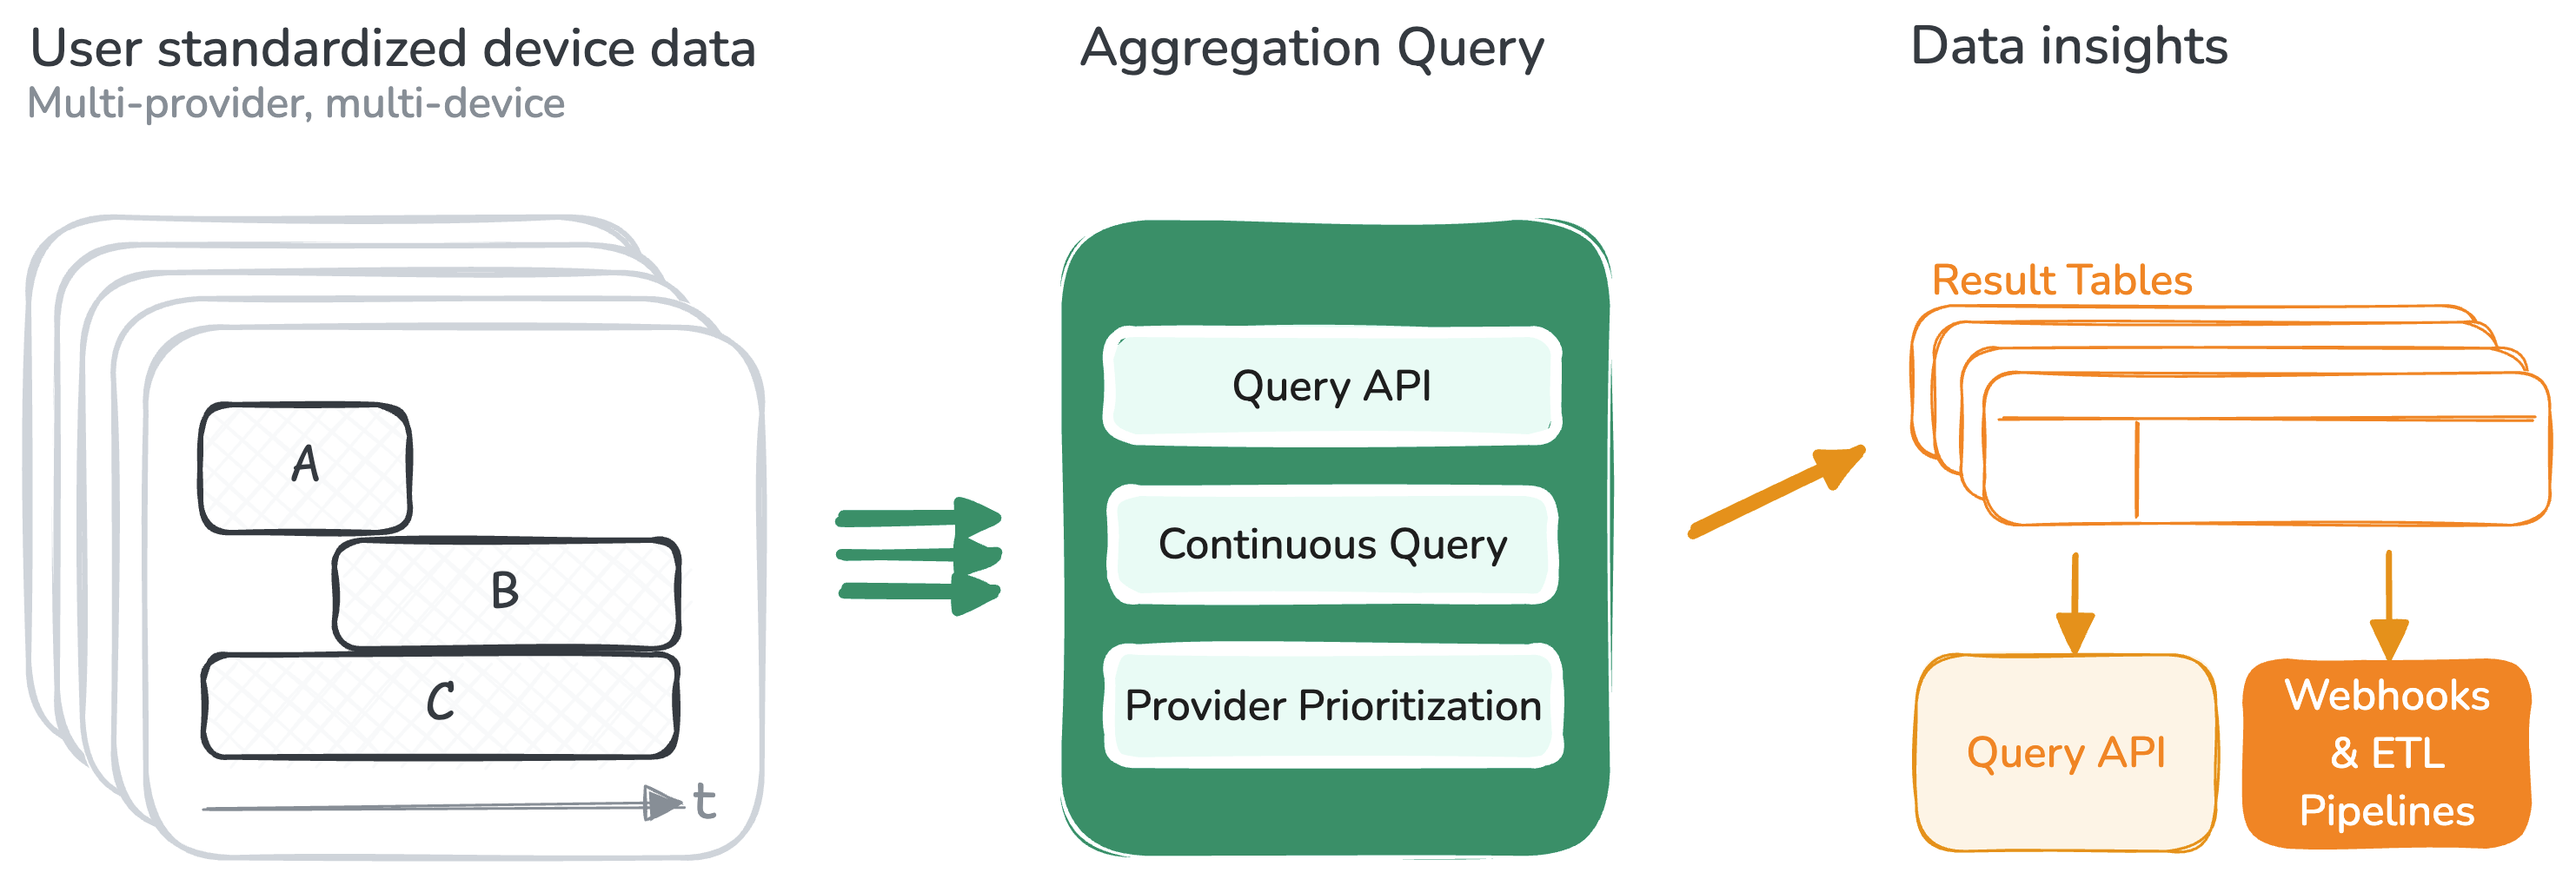 User standardized device data
Multi-provider, multi-device
A
B
C
t
Aggregation Query
Query API
Continuous Query
Provider Prioritization
Data insights
Result Tables
Query API
Webhooks
& ETL
Pipelines